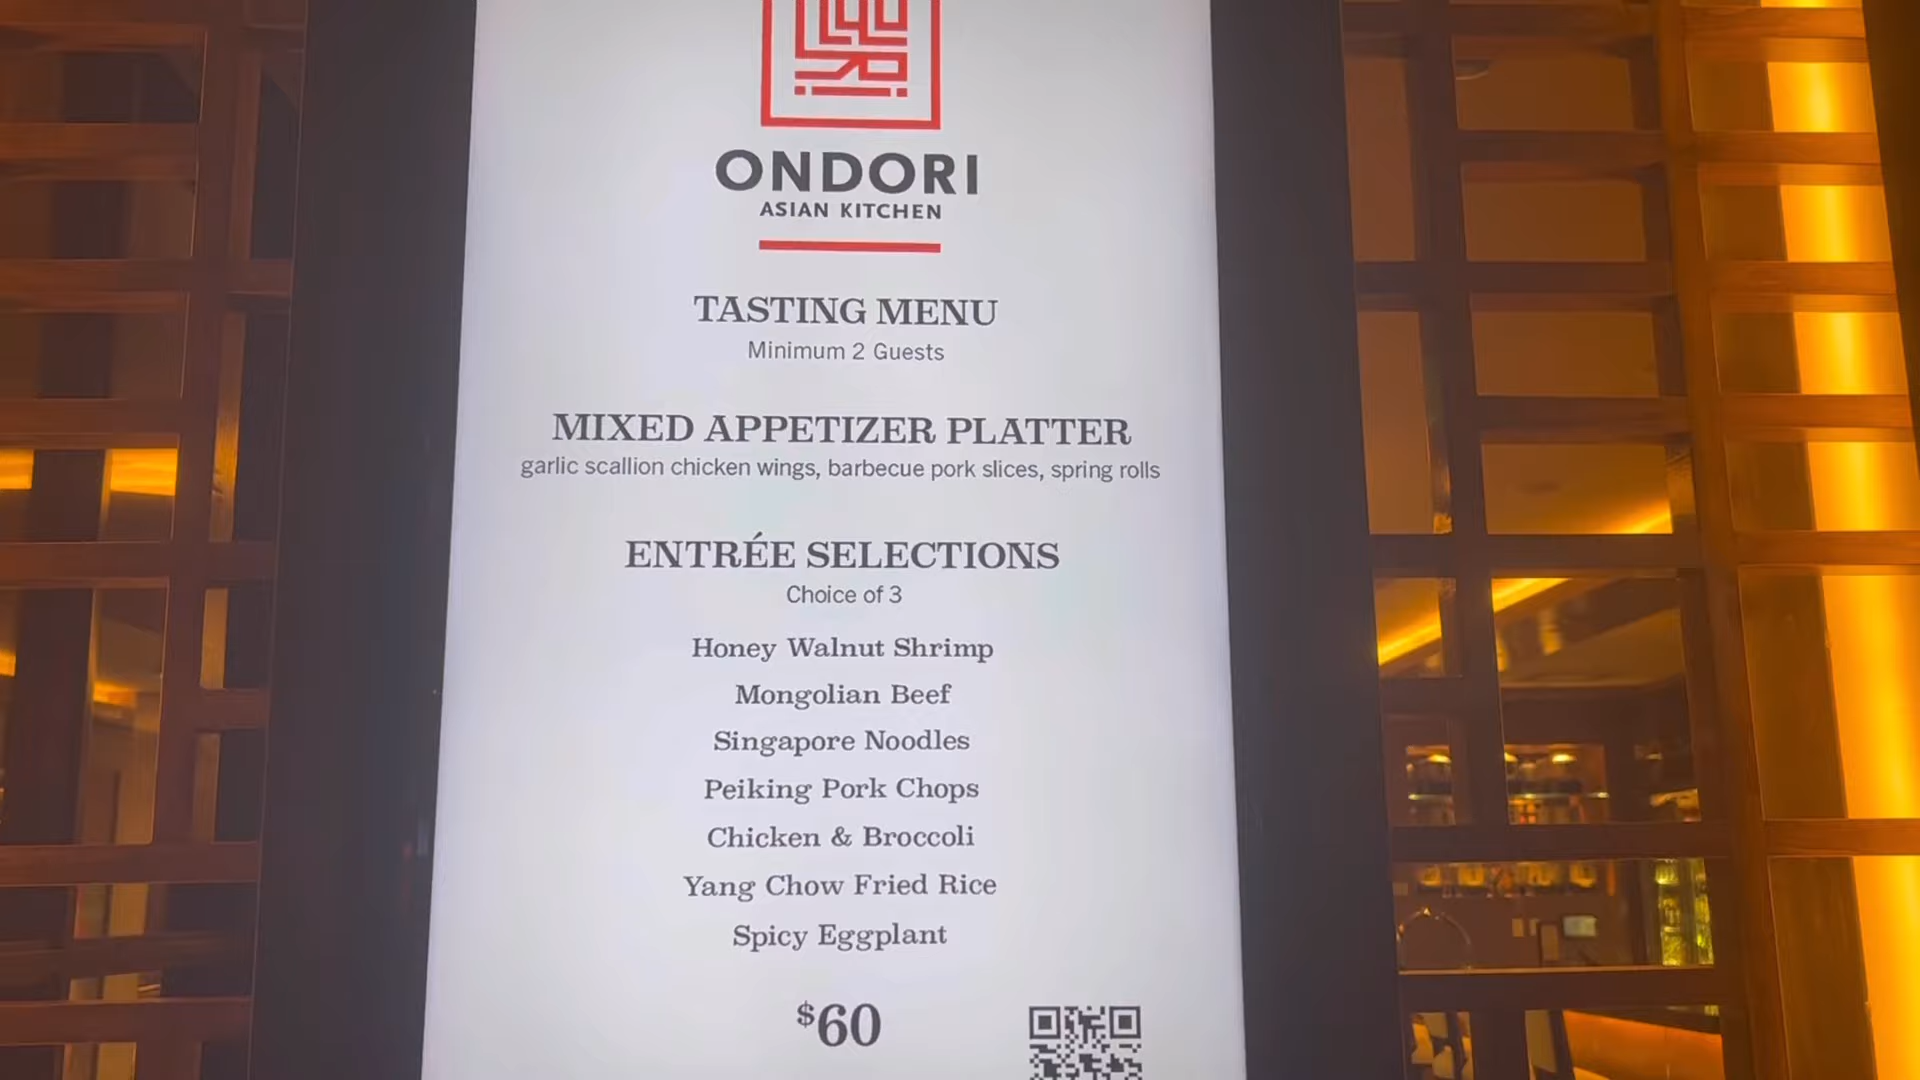 ONDORI
ASIAN KITCHEN
TASTING MENU
Minimum 2 Guests
MIXED APPETIZER PLATTER
garlic scallion chicken wings, barbecue pork slices, spring rolls
ENTRÉE SELECTIONS
Choice of 3
Honey Walnut Shrimp
Mongolian Beef
Singapore Noodles
Peiking Pork Chops
Chicken & Broccoli
Yang Chow Fried Rice
Spicy Eggplant
$60